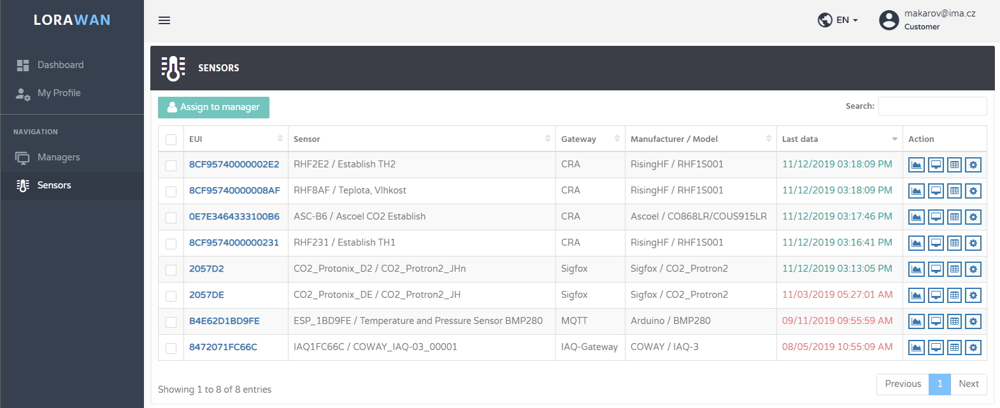 LORAWAN
EN
makarov@ima.cz
Customer
Dashboard
My Profile
NAVIGATION
Managers
Sensors
SENSORS
Assign to manager
Search:
EUI Sensor Gateway Manufacturer / Model Last data Action
8CF95740000002E2 RHF2E2 / Establish TH2 CRA RisingHF / RHF1S001 11/12/2019 03:18:09 PM
8CF95740000008AF RHF8AF / Teplota, Vlhkost CRA RisingHF / RHF1S001 11/12/2019 03:18:09 PM
0E7E3464333100B6 ASC-B6 / Ascoel CO2 Establish CRA Ascoel / CO868LR/COUS915LR 11/12/2019 03:17:46 PM
8CF9574000000231 RHF231 / Establish TH1 CRA RisingHF / RHF1S001 11/12/2019 03:16:41 PM
2057D2 CO2_Protonix_D2 / CO2_Protron2_JHn Sigfox Sigfox / CO2_Protron2 11/12/2019 03:13:05 PM
2057DE CO2_Protonix_DE / CO2_Protron2_JH Sigfox Sigfox / CO2_Protron2 11/03/2019 05:27:01 AM
B4E62D1BD9FE ESP_1BD9FE / Temperature and Pressure Sensor BMP280 MQTT Arduino / BMP280 09/11/2019 09:55:59 AM
8472071FC66C IAQ1FC66C / COWAY_IAQ-03_00001 IAQ-Gateway COWAY / IAQ-3 08/05/2019 10:55:09 AM
Showing 1 to 8 of 8 entries
Previous 1 Next